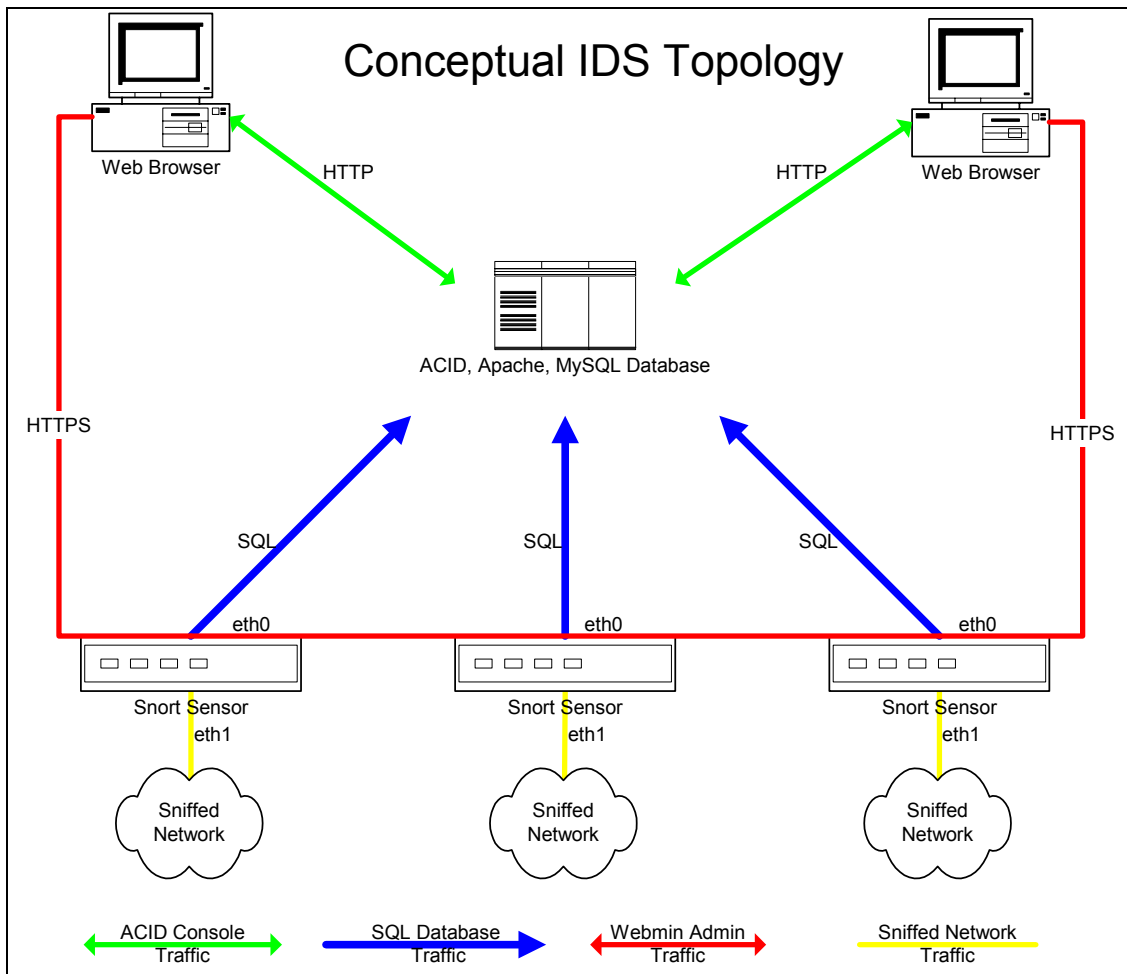 Conceptual IDS Topology
Web Browser
Web Browser
HTTP
HTTP
ACID, Apache, MySQL Database
HTTPS
HTTPS
SQL
SQL
SQL
eth0
eth0
eth0
Snort Sensor
Snort Sensor
Snort Sensor
eth1
eth1
eth1
Sniffed
Network
Sniffed
Network
Sniffed
Network
ACID Console
Traffic
SQL Database
Traffic
Webmin Admin
Traffic
Sniffed Network
Traffic